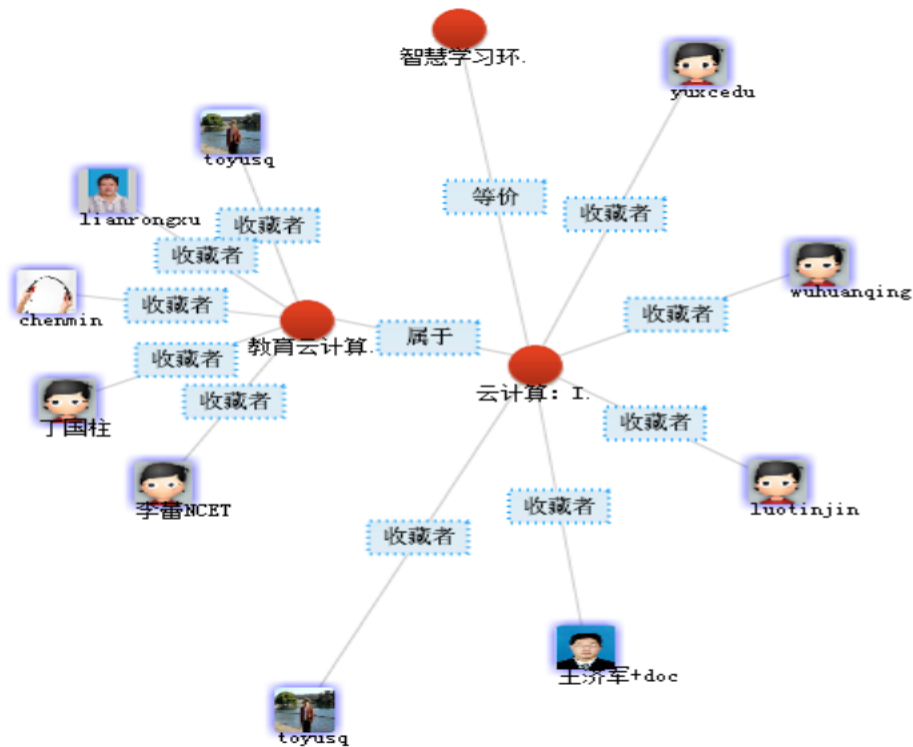 智慧学习环.
yuxcedu
toyusq
lianrongxu
等价
收藏者
收藏者
收藏者
wuhuanqing
收藏者
收藏者
chenmin
属于
教育云计算.
收藏者
云计算：I.
收藏者
收藏者
丁国柱
李蕾NCET
luotinjin
收藏者
收藏者
王济军+doc
toyusq